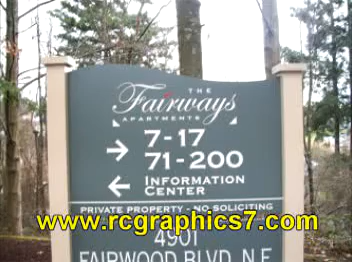 THE
Fairways
APARTMENTS
7-17
71-200
INFORMATION
CENTER
PRIVATE PROPERTY - NO SOLICITING
www.rcgraphics7.com
4901
FAIRWOOD BLVD. N.E.